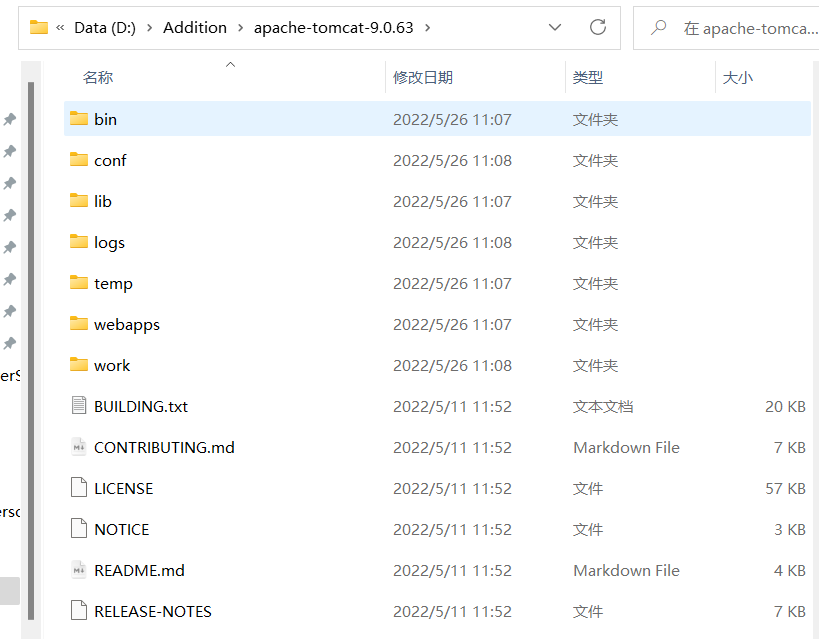 « Data (D:) › Addition › apache-tomcat-9.0.63 ›
在 apache-tomca...
名称 修改日期 类型 大小
bin 2022/5/26 11:07 文件夹
conf 2022/5/26 11:08 文件夹
lib 2022/5/26 11:07 文件夹
logs 2022/5/26 11:08 文件夹
temp 2022/5/26 11:07 文件夹
webapps 2022/5/26 11:07 文件夹
work 2022/5/26 11:08 文件夹
erS
BUILDING.txt 2022/5/11 11:52 文本文档 20 KB
CONTRIBUTING.md 2022/5/11 11:52 Markdown File 7 KB
LICENSE 2022/5/11 11:52 文件 57 KB
ersc
NOTICE 2022/5/11 11:52 文件 3 KB
README.md 2022/5/11 11:52 Markdown File 4 KB
RELEASE-NOTES 2022/5/11 11:52 文件 7 KB